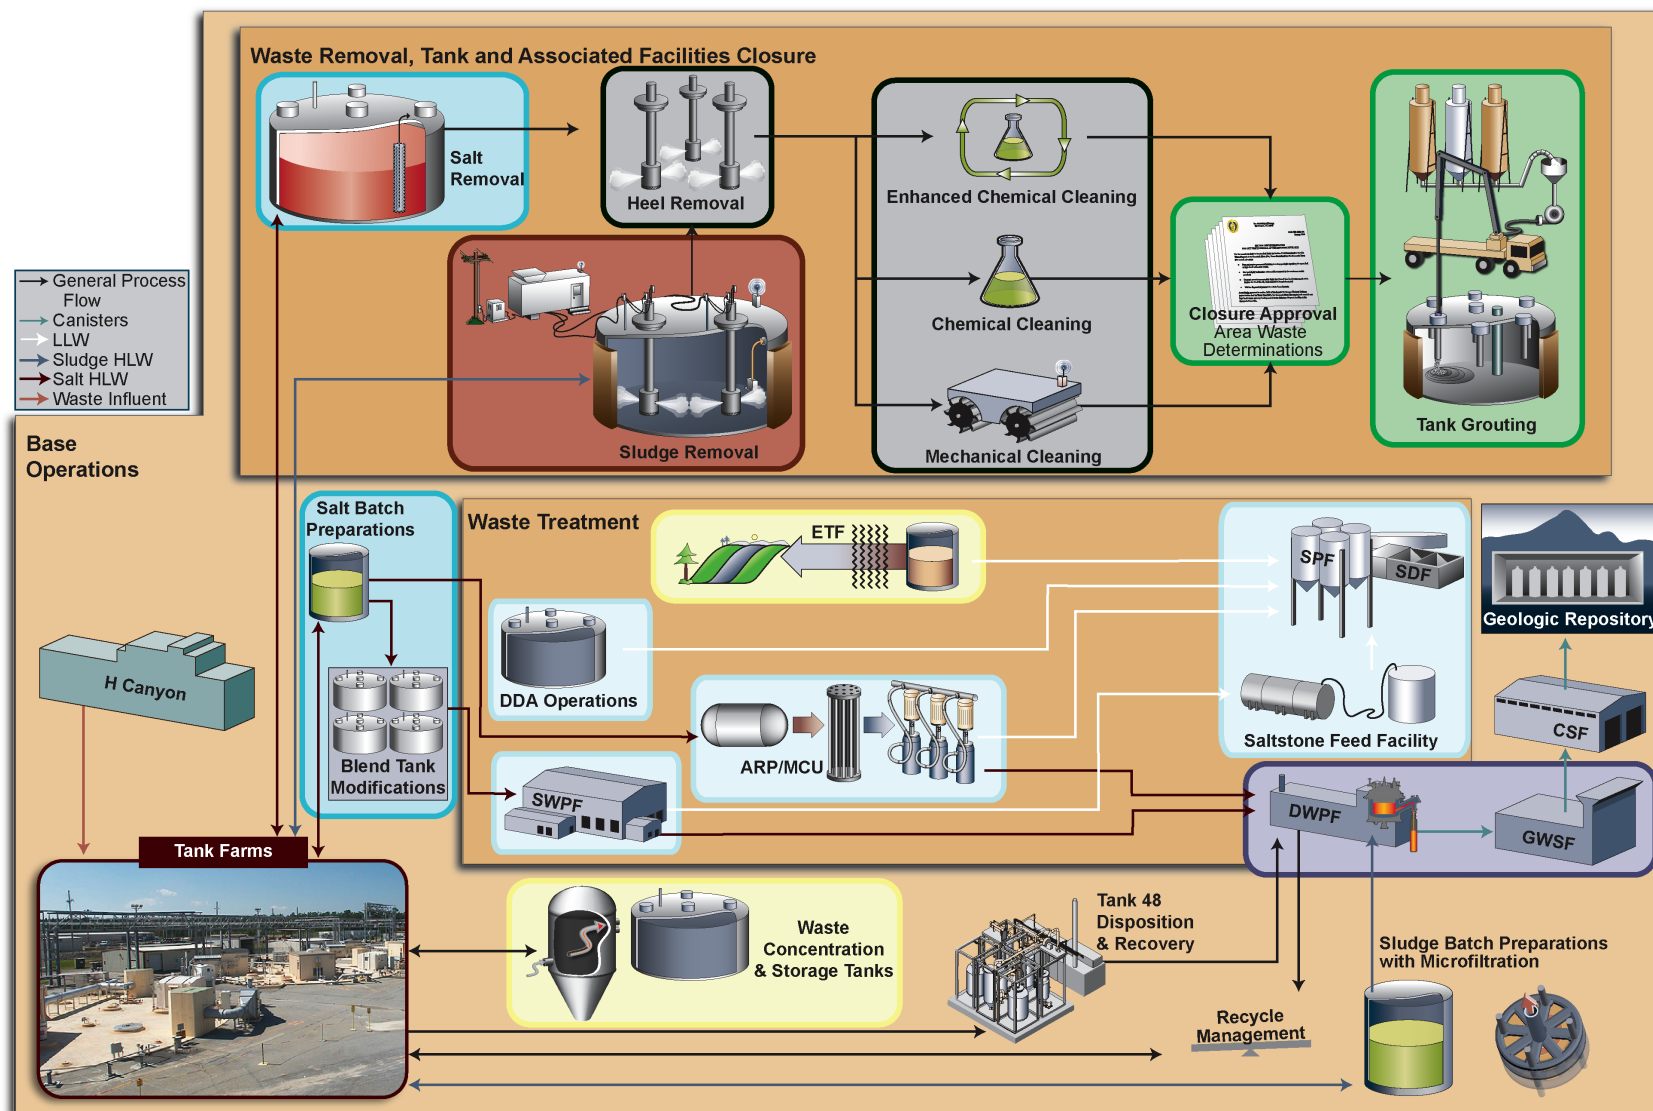 Waste Removal, Tank and Associated Facilities Closure
Salt
Removal
Heel Removal
Enhanced Chemical Cleaning
Chemical Cleaning
Mechanical Cleaning
Closure Approval
Area Waste
Determinations
Tank Grouting
Sludge Removal
General Process
Flow
Canisters
LLW
Sludge HLW
Salt HLW
Waste Influent
Base
Operations
Salt Batch
Preparations
Blend Tank
Modifications
H Canyon
Waste Treatment
ETF
DDA Operations
ARP/MCU
SWPF
SPF
SDF
Saltstone Feed Facility
Geologic Repository
CSF
DWPF
GWSF
Tank Farms
Waste
Concentration
& Storage Tanks
Tank 48
Disposition
& Recovery
Recycle
Management
Sludge Batch Preparations
with Microfiltration